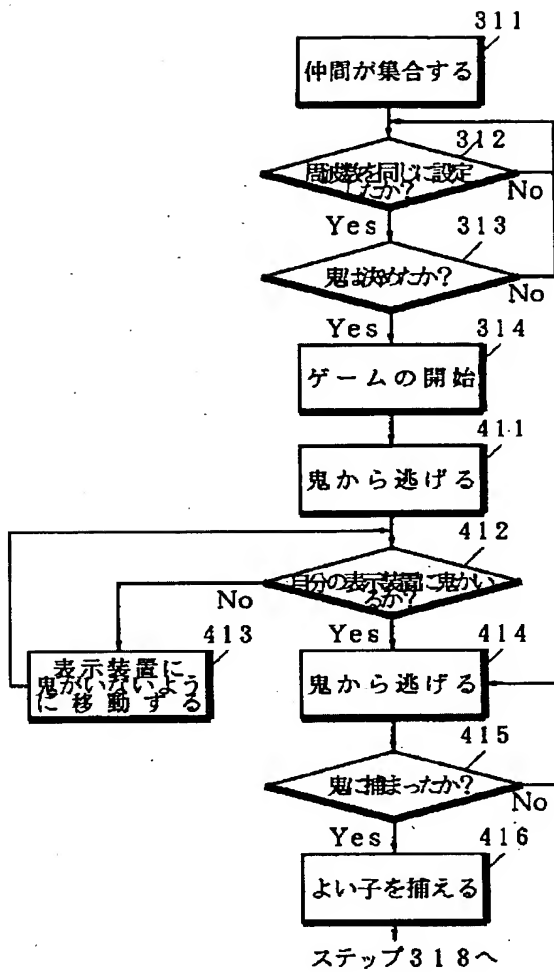 311
仲間が集合する
312
周波数を同じに設定
したか?
No
Yes
313
鬼は決めたか?
No
Yes
314
ゲームの開始
411
鬼から逃げる
412
自分の表示装置に鬼がい
るか?
No
Yes
413
表示装置に
鬼がいないよう
に移動する
414
鬼から逃げる
415
鬼に捕まったか?
No
Yes
416
よい子を捕える
ステップ318へ